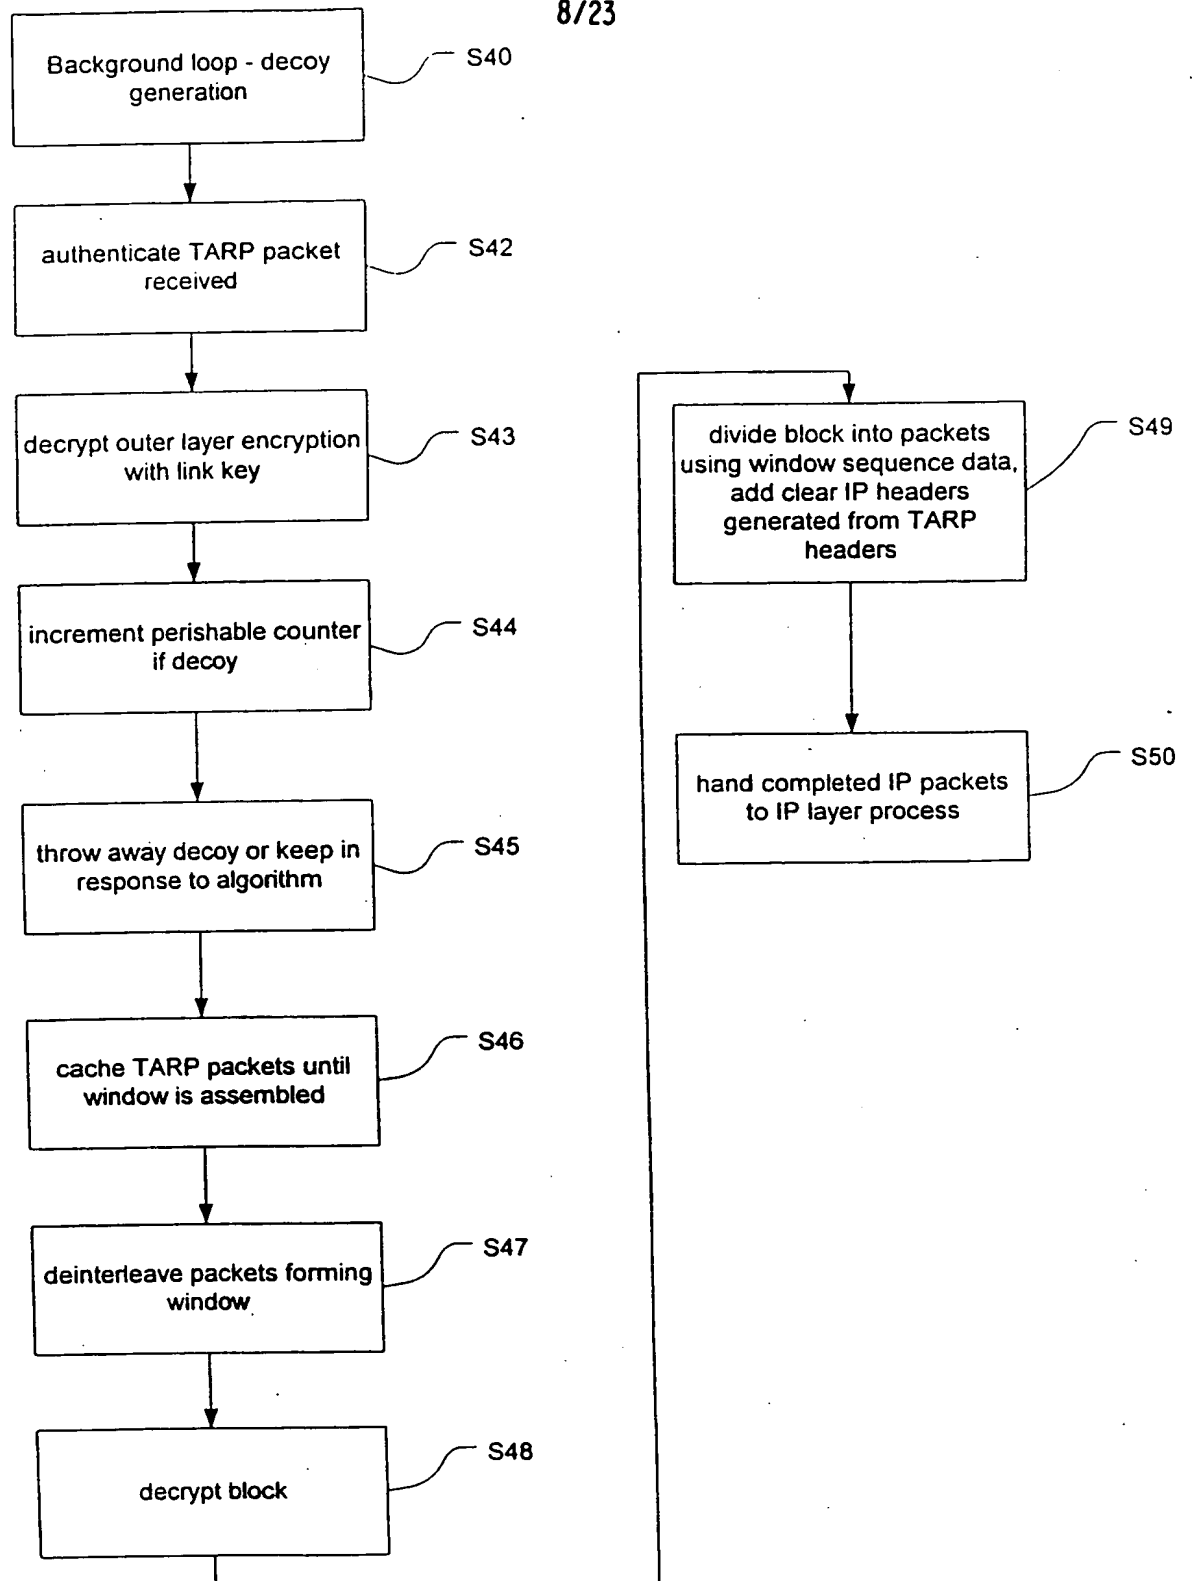 8/23
Background loop - decoy
generation
S40
authenticate TARP packet
received
S42
decrypt outer layer encryption
with link key
S43
increment perishable counter
if decoy
S44
throw away decoy or keep in
response to algorithm
S45
cache TARP packets until
window is assembled
S46
deinterleave packets forming
window
S47
decrypt block
S48
divide block into packets
using window sequence data,
add clear IP headers
generated from TARP
headers
S49
hand completed IP packets
to IP layer process
S50